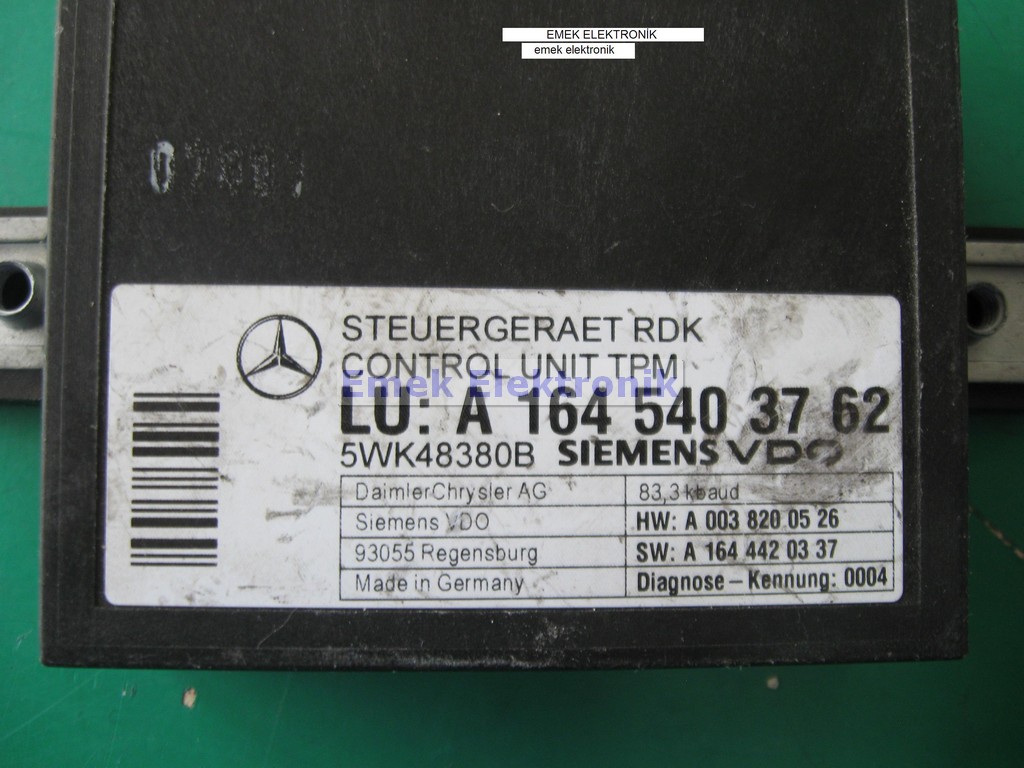 EMEK ELEKTRONİK
emek elektronik
STEUERGERAET RDK
CONTROL UNIT TPM
Emek Elektronik
LU: A 164 540 37 62
5WK48380B SIEMENS VDO
DaimlerChrysler AG 83,3 kbaud
Siemens VDO HW: A 003 820 05 26
93055 Regensburg SW: A 164 442 03 37
Made in Germany Diagnose – Kennung: 0004